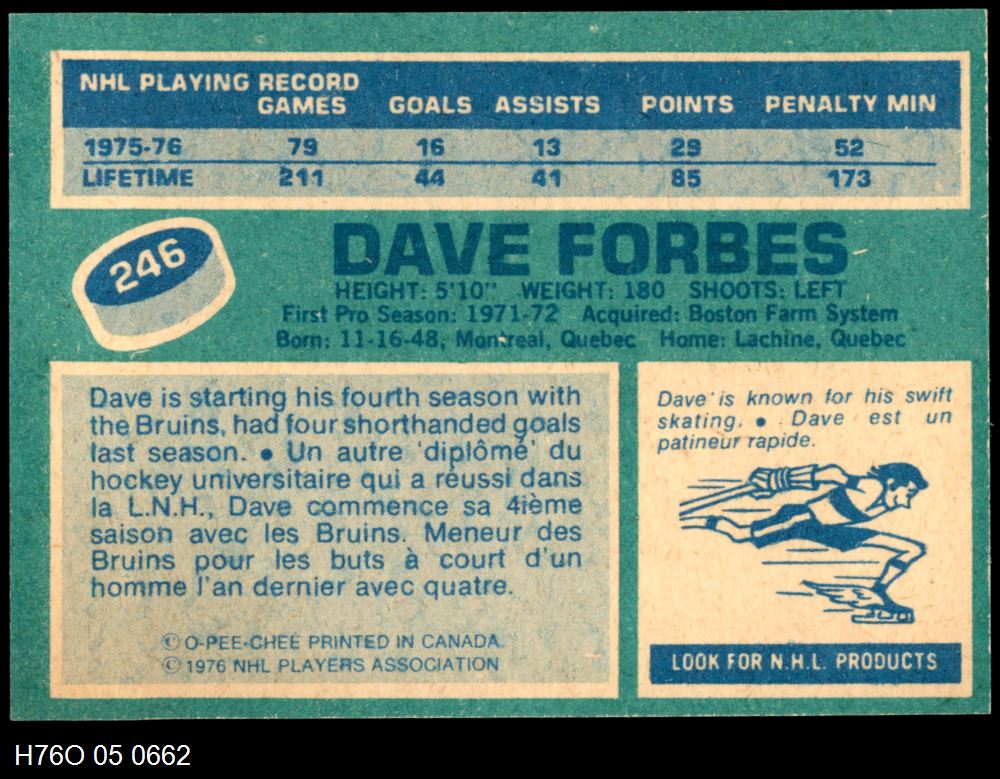 NHL PLAYING RECORD
GAMES GOALS ASSISTS POINTS PENALTY MIN
1975-76 79 16 13 29 52
LIFETIME 211 44 41 85 173
246
DAVE FORBES
HEIGHT: 5'10" WEIGHT: 180 SHOOTS: LEFT
First Pro Season: 1971-72 Acquired: Boston Farm System
Born: 11-16-48, Montreal, Quebec Home: Lachine, Quebec
Dave is starting his fourth season with
the Bruins, had four shorthanded goals
last season. • Un autre 'diplômé' du
hockey universitaire qui a réussi dans
la L.N.H., Dave commence sa 4ième
saison avec les Bruins. Meneur des
Bruins pour les buts à court d'un
homme l'an dernier avec quatre.
© O-PEE-CHEE PRINTED IN CANADA.
© 1976 NHL PLAYERS ASSOCIATION
Dave is known for his swift
skating. • Dave est un
patineur rapide.
LOOK FOR N.H.L. PRODUCTS
H76O 05 0662